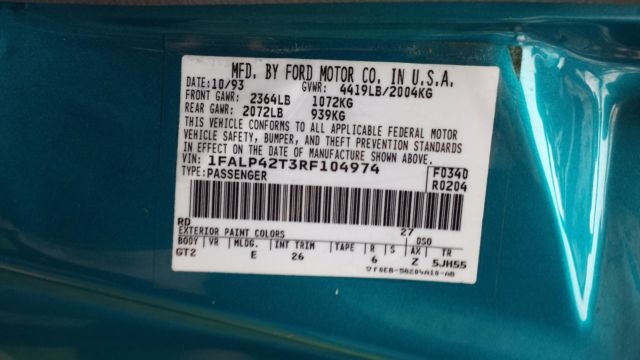 MFD. BY FORD MOTOR CO. IN U.S.A.
DATE: 10/93 GVWR: 4419LB/2004KG
FRONT GAWR: 2364LB 1072KG
REAR GAWR: 2072LB 939KG
THIS VEHICLE CONFORMS TO ALL APPLICABLE FEDERAL MOTOR
VEHICLE SAFETY, BUMPER, AND THEFT PREVENTION STANDARDS
IN EFFECT ON THE DATE OF MANUFACTURE SHOWN ABOVE.
VIN: 1FALP42T3RF104974 F0340
TYPE: PASSENGER R0204
RD 27
EXTERIOR PAINT COLORS DSO
BODY VR MLDG. INT TRIM TAPE R S AX TR
GT2 E 26 6 Z 5JH55